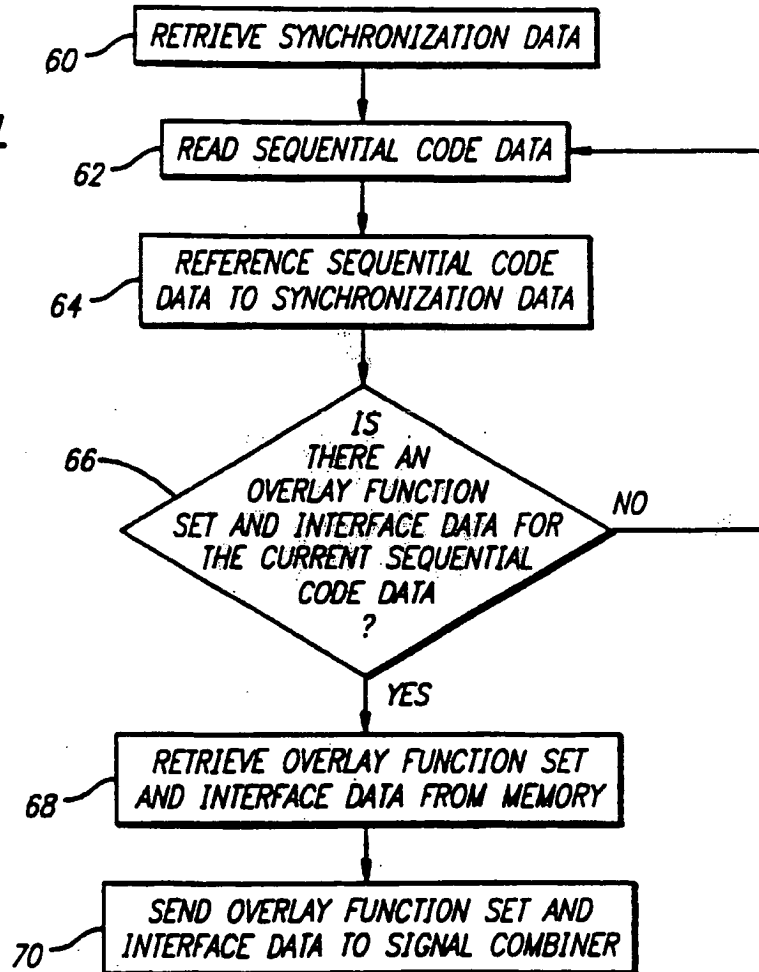 60
RETRIEVE SYNCHRONIZATION DATA
62
READ SEQUENTIAL CODE DATA
64
REFERENCE SEQUENTIAL CODE
DATA TO SYNCHRONIZATION DATA
66
IS
THERE AN
OVERLAY FUNCTION
SET AND INTERFACE DATA FOR
THE CURRENT SEQUENTIAL
CODE DATA
?
NO
YES
68
RETRIEVE OVERLAY FUNCTION SET
AND INTERFACE DATA FROM MEMORY
70
SEND OVERLAY FUNCTION SET AND
INTERFACE DATA TO SIGNAL COMBINER